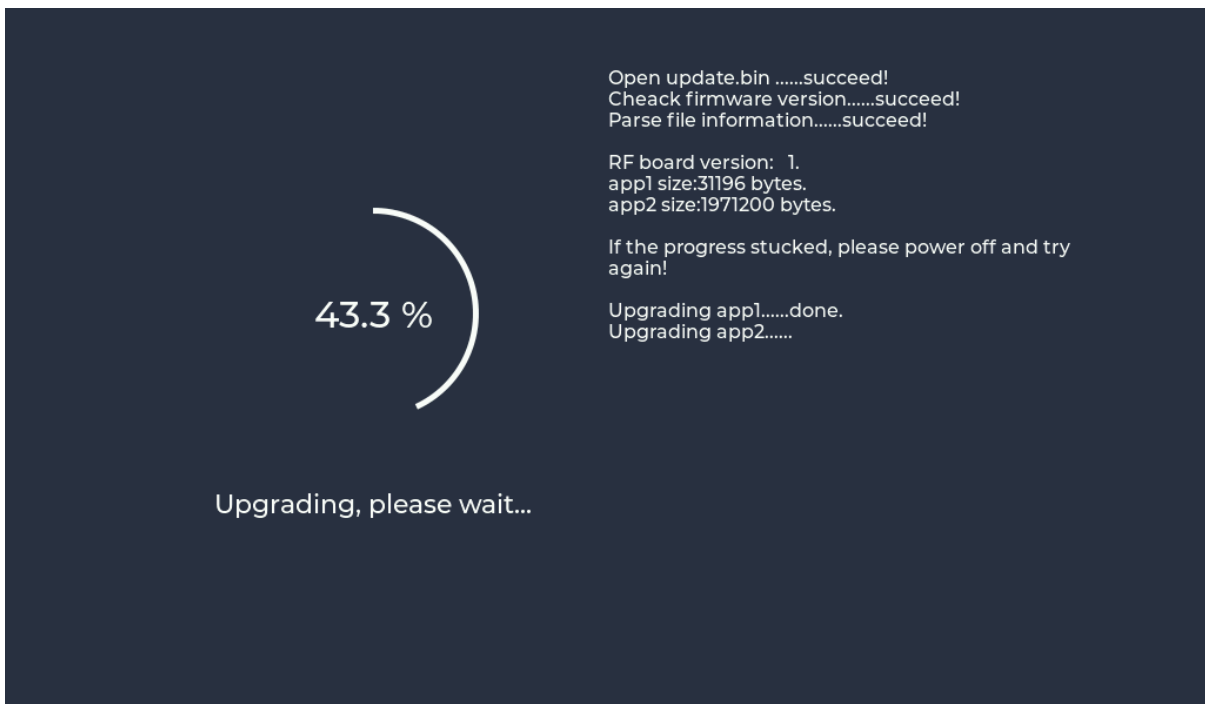 Open update.bin ......succeed!
Cheack firmware version......succeed!
Parse file information......succeed!
RF board version:   1.
app1 size:31196 bytes.
app2 size:1971200 bytes.
If the progress stucked, please power off and try
again!
Upgrading app1......done.
Upgrading app2......
43.3 %
Upgrading, please wait...